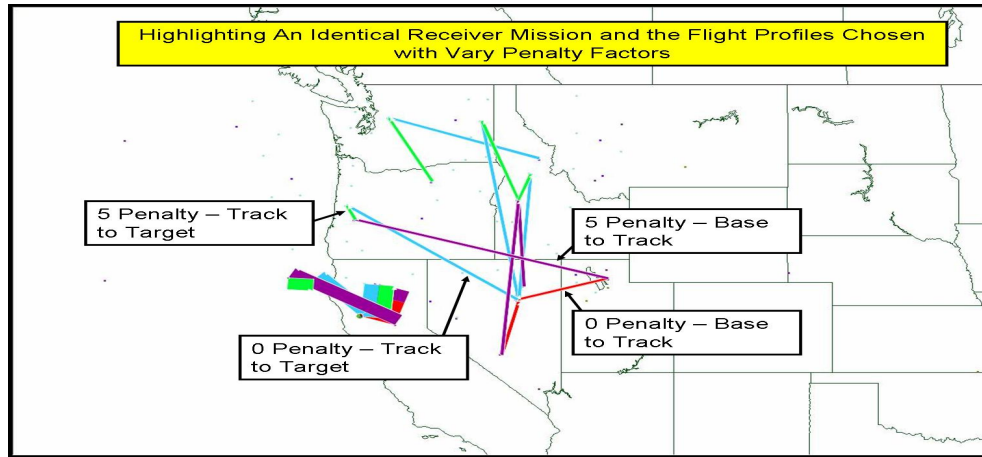 Highlighting An Identical Receiver Mission and the Flight Profiles Chosen
with Vary Penalty Factors
5 Penalty – Track
to Target
5 Penalty – Base
to Track
0 Penalty – Track
to Target
0 Penalty – Base
to Track